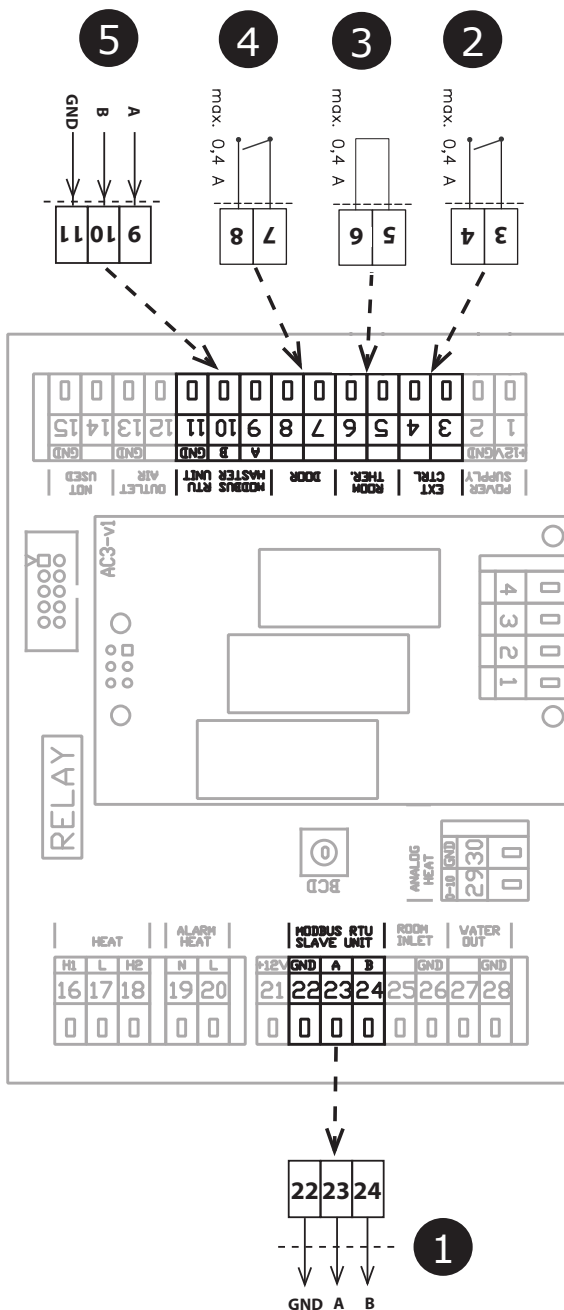 5 4 3 2
GND B A
max. 0,4 A
max. 0,4 A
max. 0,4 A
11 10 9
8 7
6 5
4 3
15 14 13 12 11 10 9 8 7 6 5 4 3 2 1
GND GND GND B A GND +12V
NOT USED
OUTLET AIR
MODBUS RTU MASTER UNIT
DOOR
ROOM THER.
EXT CTRL
POWER SUPPLY
AC3-v1
4
3
2
1
RELAY
0
BCD
ANALOG HEAT
0-10 GND
29 30
HEAT
ALARM HEAT
MODBUS RTU SLAVE UNIT
ROOM INLET
WATER OUT
H1 L H2 N L +12V GND A B GND GND
16 17 18 19 20 21 22 23 24 25 26 27 28
22 23 24
1
GND A B